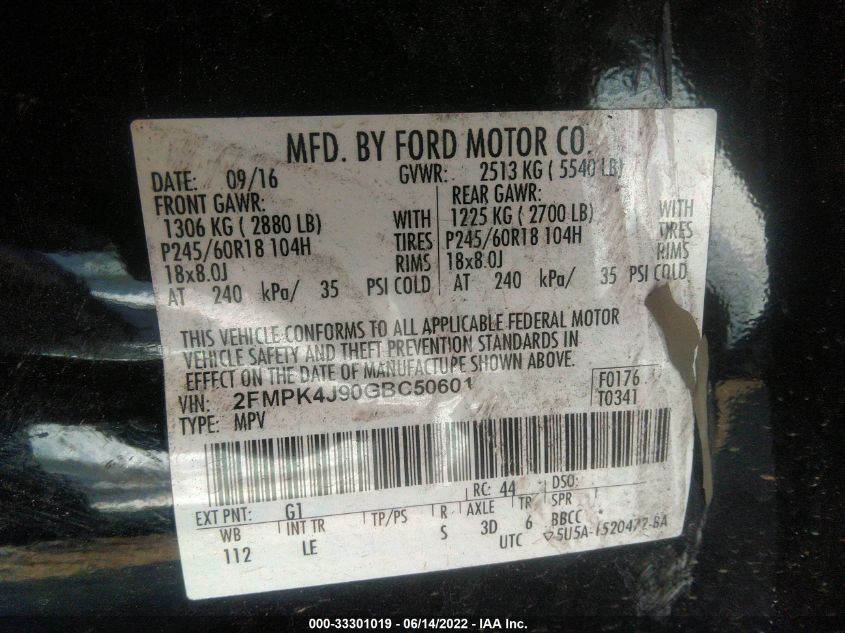 MFD. BY FORD MOTOR CO.
DATE: 09/16 GVWR: 2513 KG ( 5540 LB)
FRONT GAWR: REAR GAWR:
1306 KG ( 2880 LB) WITH 1225 KG ( 2700 LB) WITH
P245/60R18 104H TIRES P245/60R18 104H TIRES
18x8.0J RIMS 18x8.0J RIMS
AT 240 kPa/ 35 PSI COLD AT 240 kPa/ 35 PSI COLD
THIS VEHICLE CONFORMS TO ALL APPLICABLE FEDERAL MOTOR
VEHICLE SAFETY AND THEFT PREVENTION STANDARDS IN
EFFECT ON THE DATE OF MANUFACTURE SHOWN ABOVE.
VIN: 2FMPK4J90GBC50601 F0176
TYPE: MPV T0341
EXT PNT: G1 RC: 44 DSO:
WB INT TR TP/PS R AXLE TR SPR
112 LE S 3D 6 BBCC
UTC
000-33301019 - 06/14/2022 - IAA Inc.